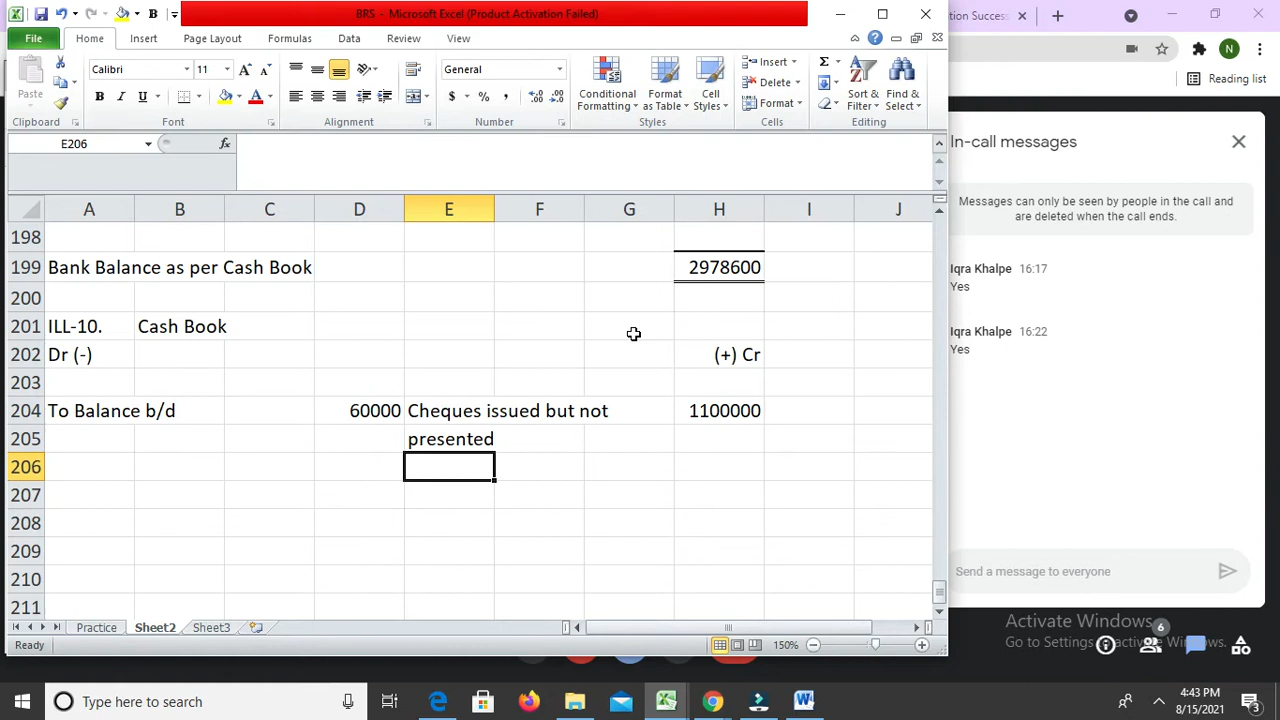 BRS - Microsoft Excel (Product Activation Failed)
tion Success
File Home Insert Page Layout Formulas Data Review View
N
Reading list
Paste
Calibri 11
General
Conditional Formatting
Format as Table
Cell Styles
Insert
Delete
Format
Sort & Filter
Find & Select
Clipboard Font Alignment Number Styles Cells Editing
E206 fx
A B C D E F G H I J
198
199 Bank Balance as per Cash Book 2978600
200
201 ILL-10. Cash Book
202 Dr (-) (+) Cr
203
204 To Balance b/d 60000 Cheques issued but not 1100000
205 presented
206
207
208
209
210
211
Practice Sheet2 Sheet3
Ready 150%
In-call messages
Messages can only be seen by people in the call and
are deleted when the call ends.
Iqra Khalpe 16:17
Yes
Iqra Khalpe 16:22
Yes
Send a message to everyone
Activate Windows
Go to Settings to activate Windows.
6
Type here to search
4:43 PM
8/15/2021
3